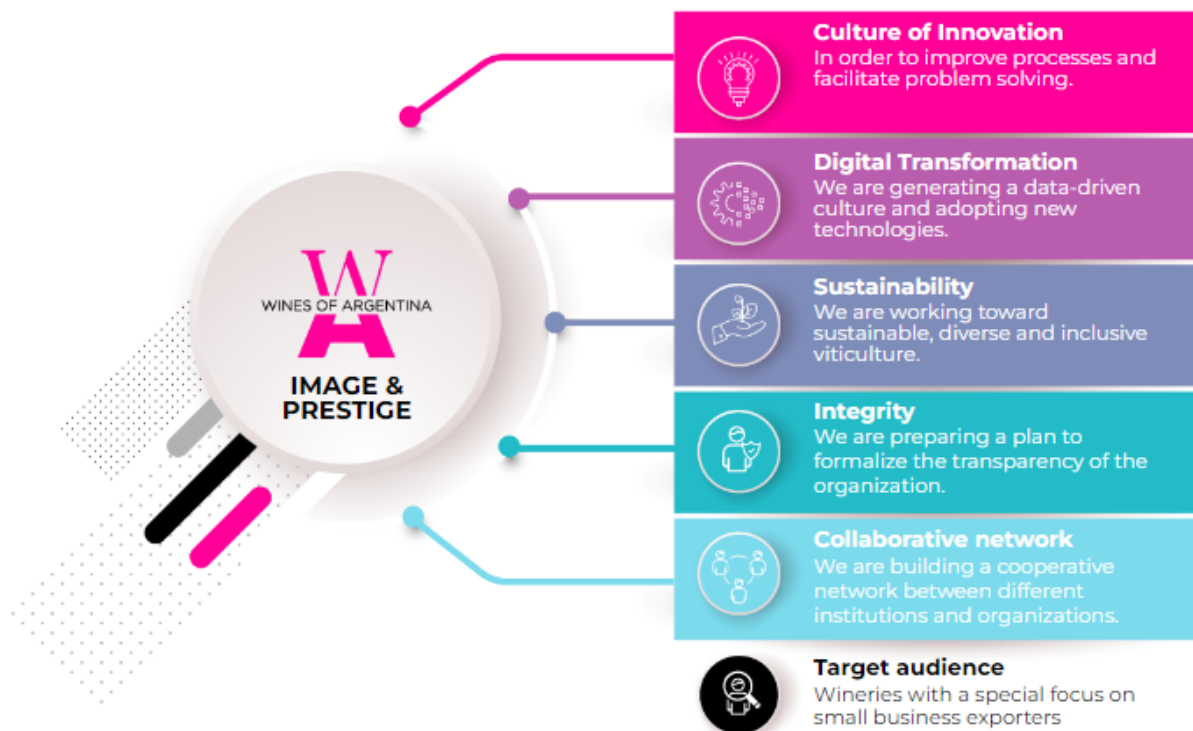 W
WINES OF ARGENTINA
A
IMAGE &
PRESTIGE
Culture of Innovation
In order to improve processes and
facilitate problem solving.
Digital Transformation
We are generating a data-driven
culture and adopting new
technologies.
Sustainability
We are working toward
sustainable, diverse and inclusive
viticulture.
Integrity
We are preparing a plan to
formalize the transparency of the
organization.
Collaborative network
We are building a cooperative
network between different
institutions and organizations.
Target audience
Wineries with a special focus on
small business exporters